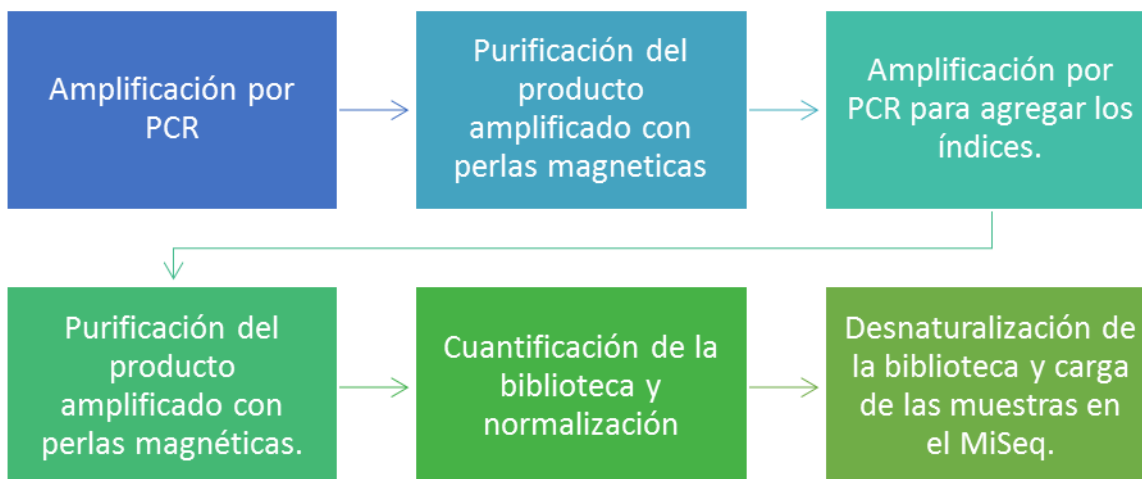 Amplificación por
PCR
Purificación del
producto
amplificado con
perlas magneticas
Amplificación por
PCR para agregar los
índices.
Purificación del
producto
amplificado con
perlas magnéticas.
Cuantificación de la
biblioteca y
normalización
Desnaturalización de
la biblioteca y carga
de las muestras en
el MiSeq.